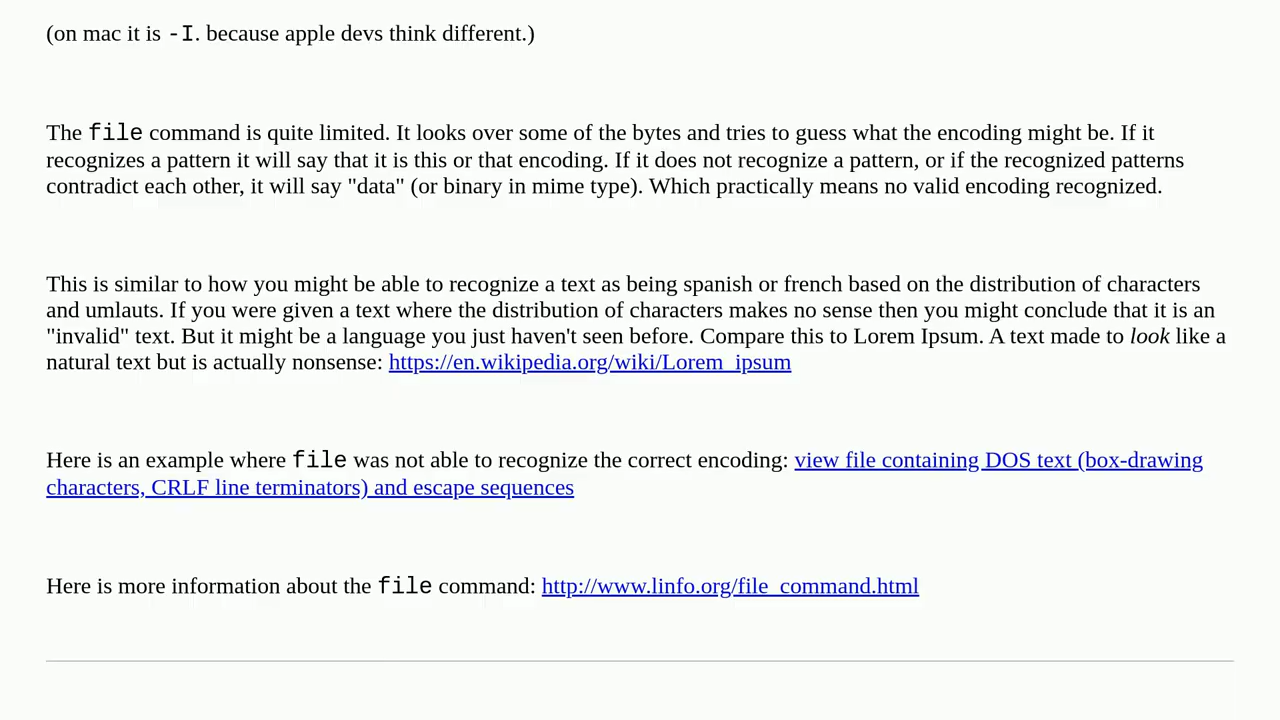 (on mac it is -I. because apple devs think different.)
The file command is quite limited. It looks over some of the bytes and tries to guess what the encoding might be. If it
recognizes a pattern it will say that it is this or that encoding. If it does not recognize a pattern, or if the recognized patterns
contradict each other, it will say "data" (or binary in mime type). Which practically means no valid encoding recognized.
This is similar to how you might be able to recognize a text as being spanish or french based on the distribution of characters
and umlauts. If you were given a text where the distribution of characters makes no sense then you might conclude that it is an
"invalid" text. But it might be a language you just haven't seen before. Compare this to Lorem Ipsum. A text made to look like a
natural text but is actually nonsense: https://en.wikipedia.org/wiki/Lorem_ipsum
Here is an example where file was not able to recognize the correct encoding: view file containing DOS text (box-drawing
characters, CRLF line terminators) and escape sequences
Here is more information about the file command: http://www.linfo.org/file_command.html